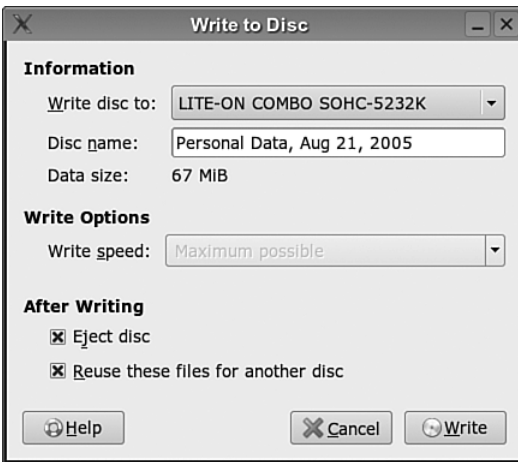 Write to Disc
Information
Write disc to: LITE-ON COMBO SOHC-5232K
Disc name: Personal Data, Aug 21, 2005
Data size: 67 MiB
Write Options
Write speed: Maximum possible
After Writing
Eject disc
Reuse these files for another disc
Help Cancel Write